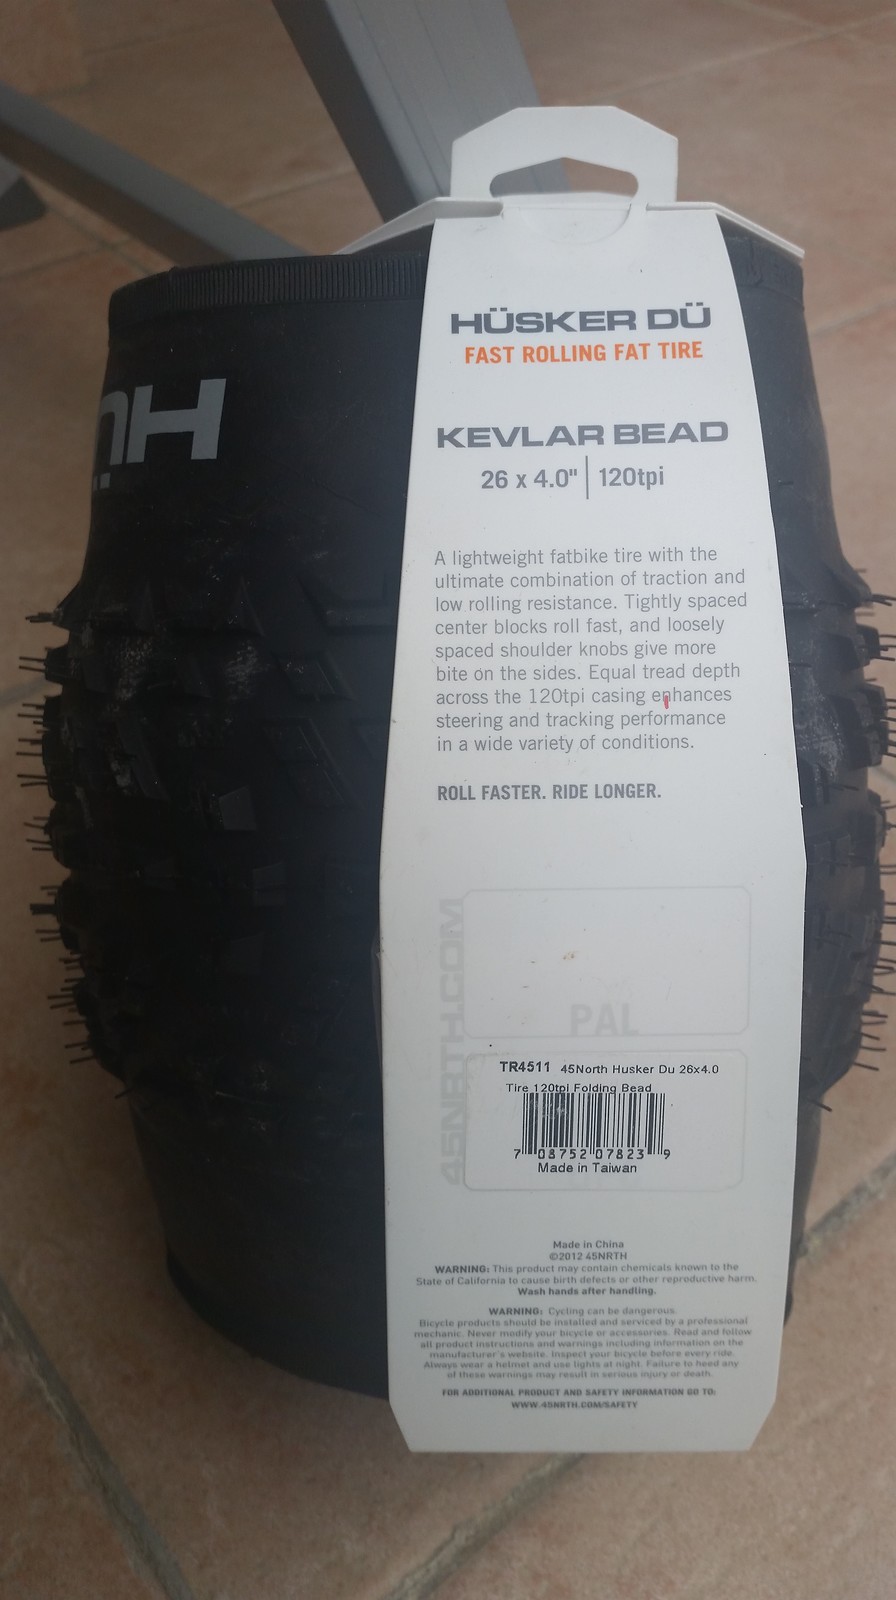 HÜSKER DÜ
FAST ROLLING FAT TIRE
HÜ
KEVLAR BEAD
26 x 4.0" | 120tpi
A lightweight fatbike tire with the
ultimate combination of traction and
low rolling resistance. Tightly spaced
center blocks roll fast, and loosely
spaced shoulder knobs give more
bite on the sides. Equal tread depth
across the 120tpi casing enhances
steering and tracking performance
in a wide variety of conditions.
ROLL FASTER. RIDE LONGER.
45NRTH.COM
PAL
TR4511 45North Husker Du 26x4.0
Tire 120tpi Folding Bead
7 08752 07823 9
Made in Taiwan
Made in China
©2012 45NRTH
WARNING: This product may contain chemicals known to the
State of California to cause birth defects or other reproductive harm.
Wash hands after handling.
WARNING: Cycling can be dangerous.
Bicycle products should be installed and serviced by a professional
mechanic. Never modify your bicycle or accessories. Read and follow
all product instructions and warnings including information on the
manufacturer's website. Inspect your bicycle before every ride.
Always wear a helmet and use lights at night. Failure to heed any
of these warnings may result in serious injury or death.
FOR ADDITIONAL PRODUCT AND SAFETY INFORMATION GO TO:
WWW.45NRTH.COM/SAFETY